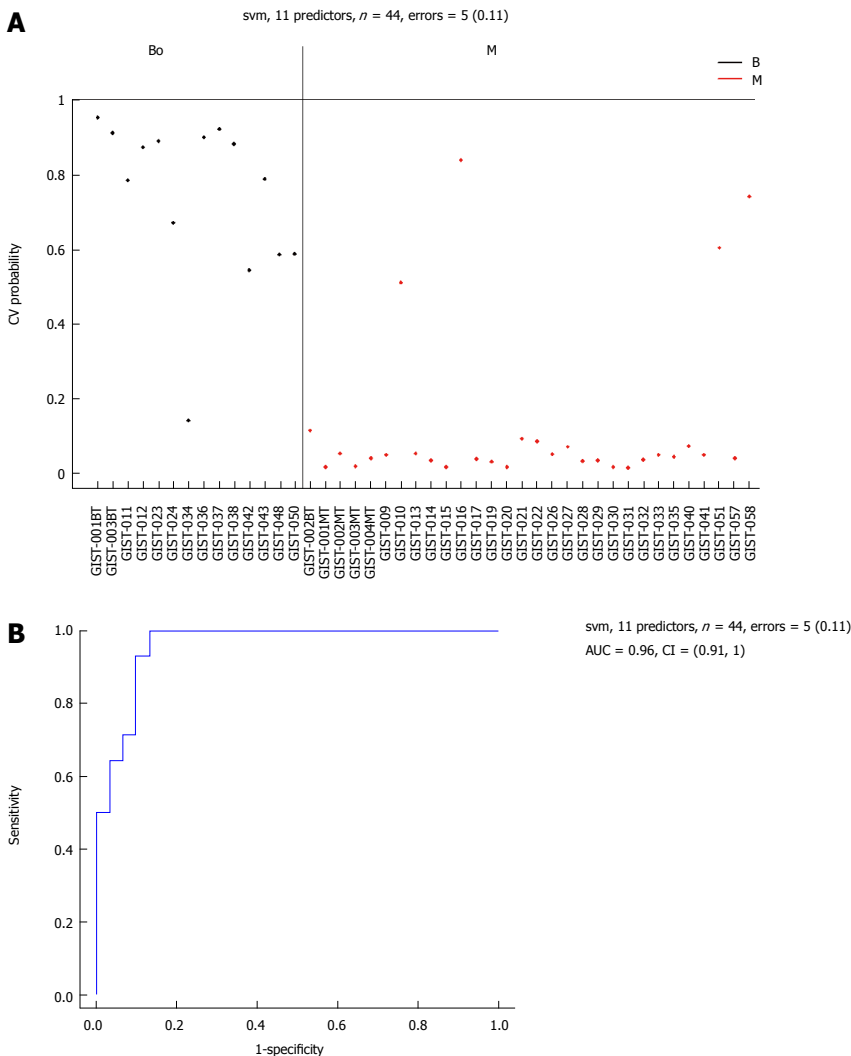 A
svm, 11 predictors, n = 44, errors = 5 (0.11)
Bo
M
B
M
1
0.8
0.6
0.4
0.2
0
CV probability
GIST-001BT
GIST-003BT
GIST-011
GIST-012
GIST-023
GIST-024
GIST-034
GIST-036
GIST-037
GIST-038
GIST-042
GIST-043
GIST-048
GIST-050
GIST-002BT
GIST-001MT
GIST-002MT
GIST-003MT
GIST-004MT
GIST-009
GIST-010
GIST-013
GIST-014
GIST-015
GIST-016
GIST-017
GIST-019
GIST-020
GIST-021
GIST-022
GIST-026
GIST-027
GIST-028
GIST-029
GIST-030
GIST-031
GIST-032
GIST-033
GIST-035
GIST-040
GIST-041
GIST-051
GIST-057
GIST-058
B
svm, 11 predictors, n = 44, errors = 5 (0.11)
AUC = 0.96, CI = (0.91, 1)
1.0
0.8
0.6
0.4
0.2
0.0
Sensitivity
0.0 0.2 0.4 0.6 0.8 1.0
1-specificity